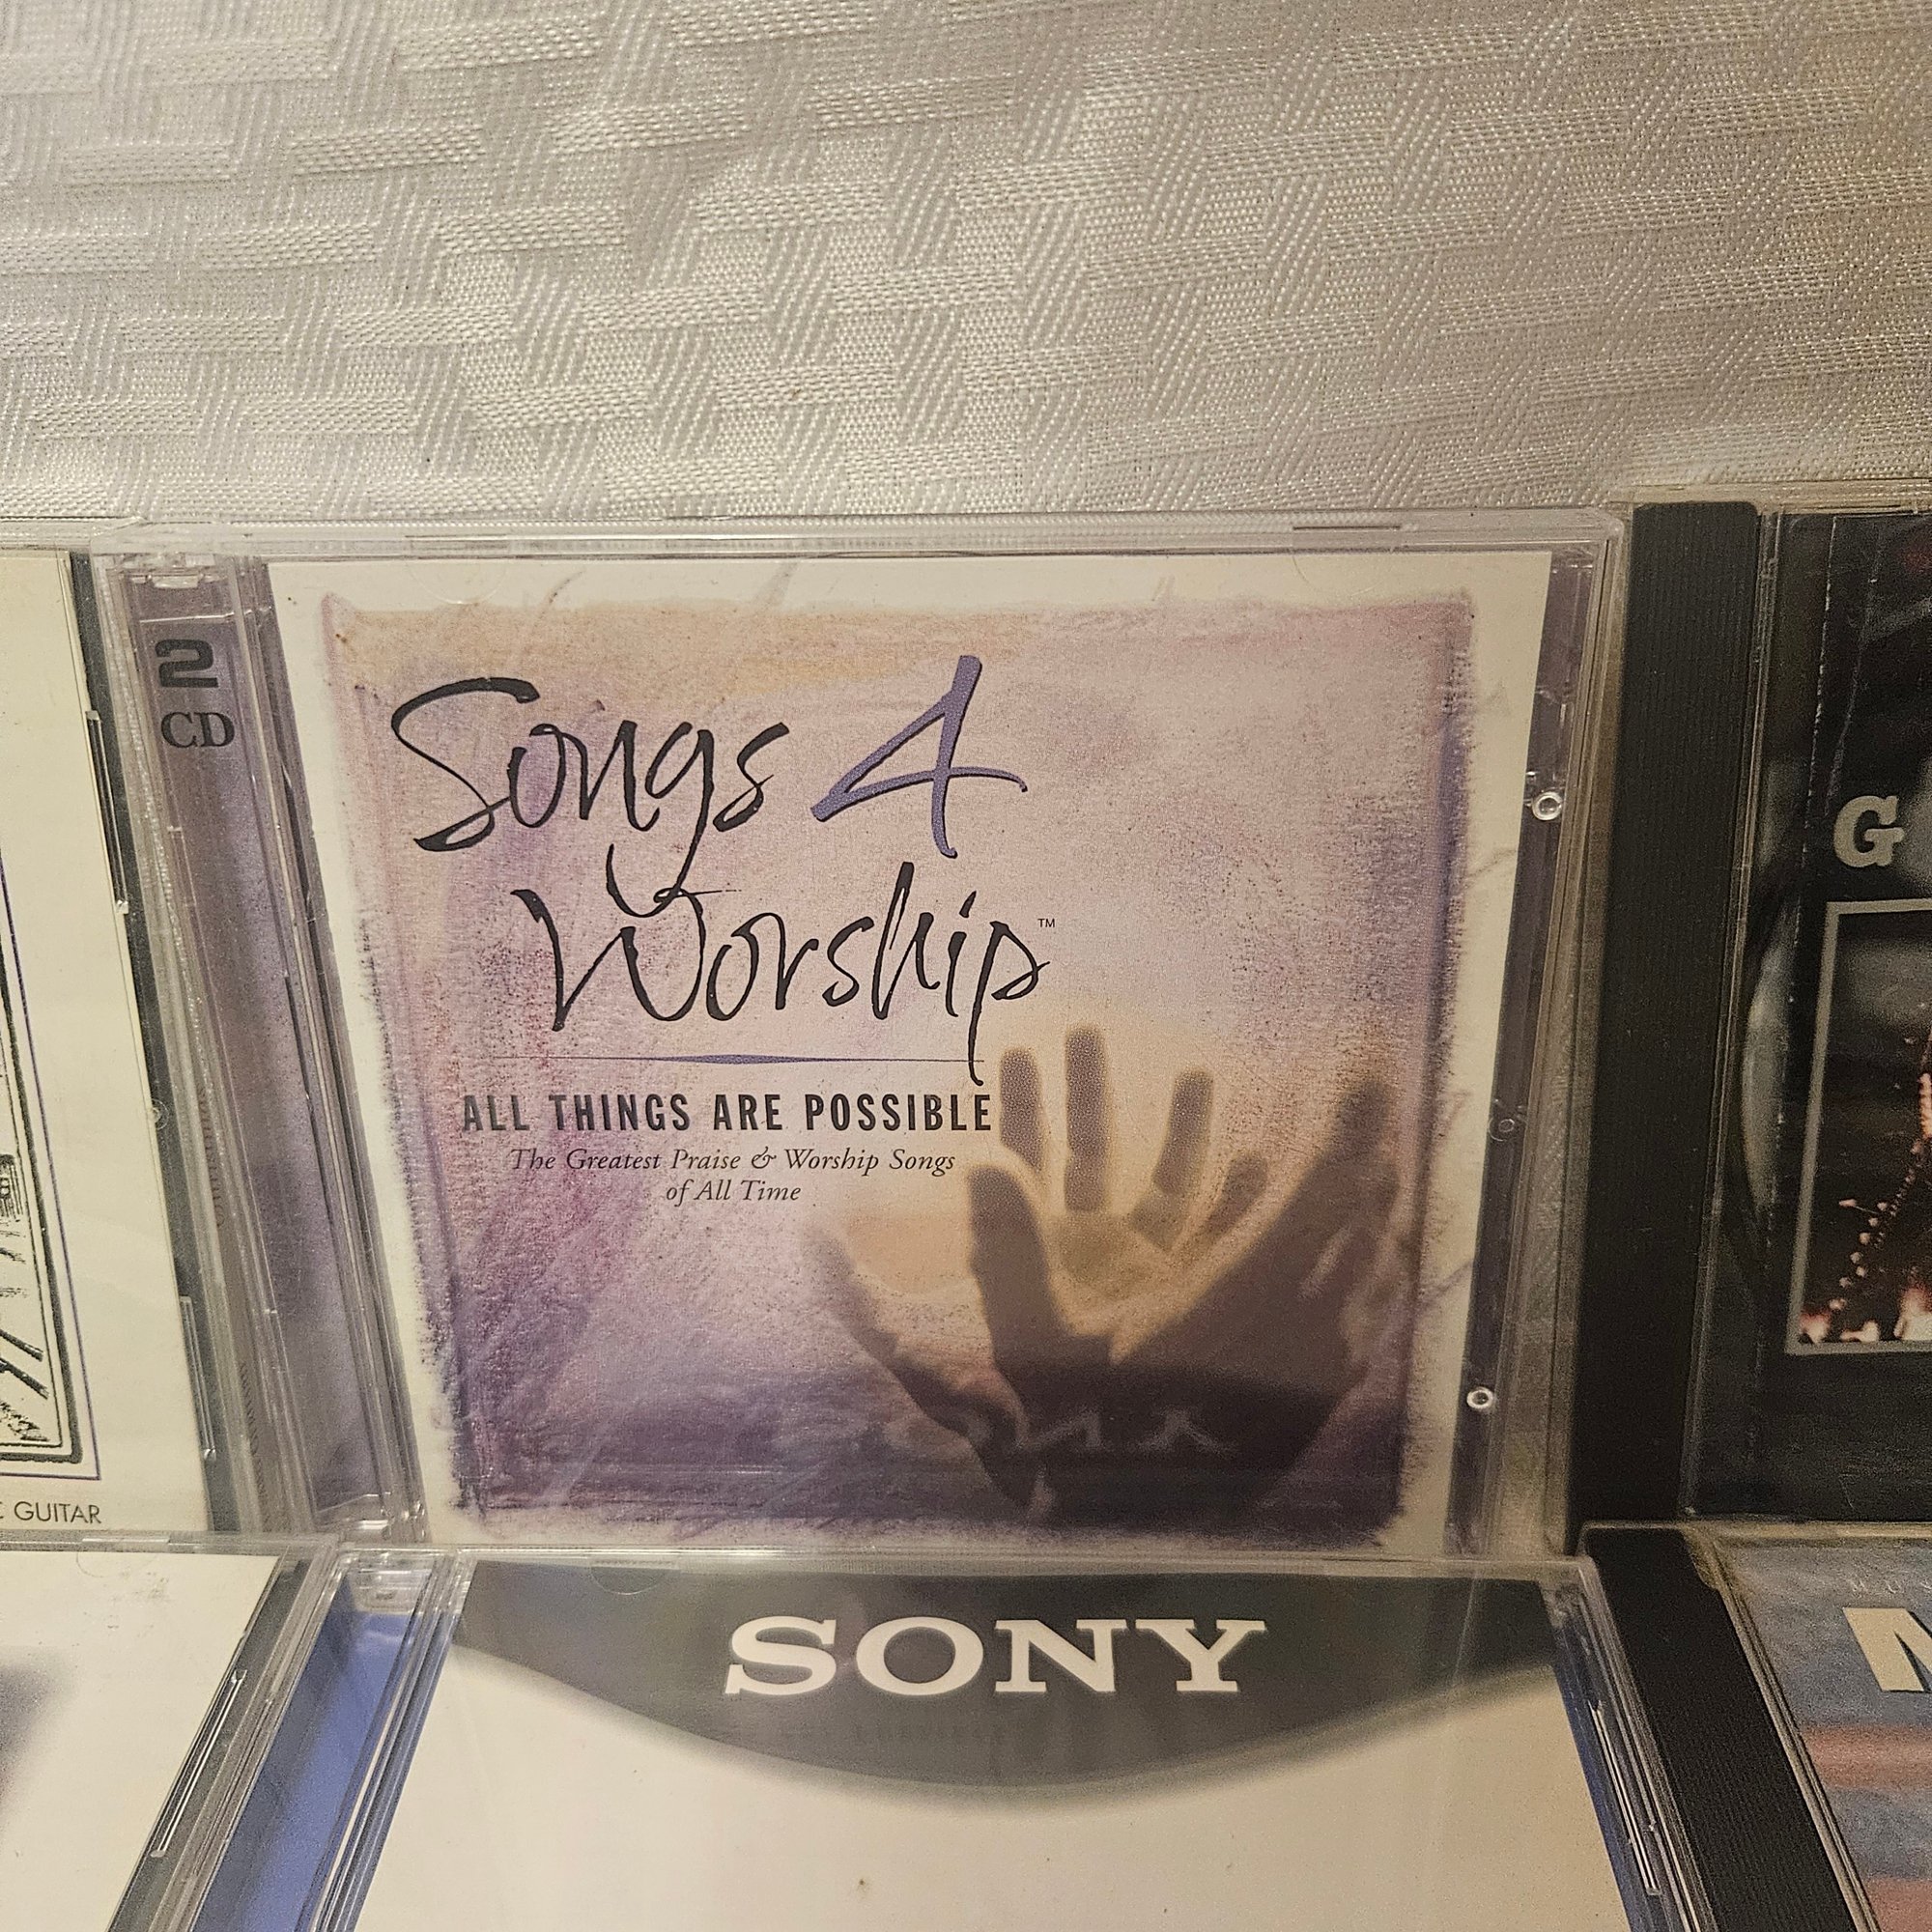 2
CD
Songs 4
Worship™
ALL THINGS ARE POSSIBLE
The Greatest Praise & Worship Songs
of All Time
G
GUITAR
SONY